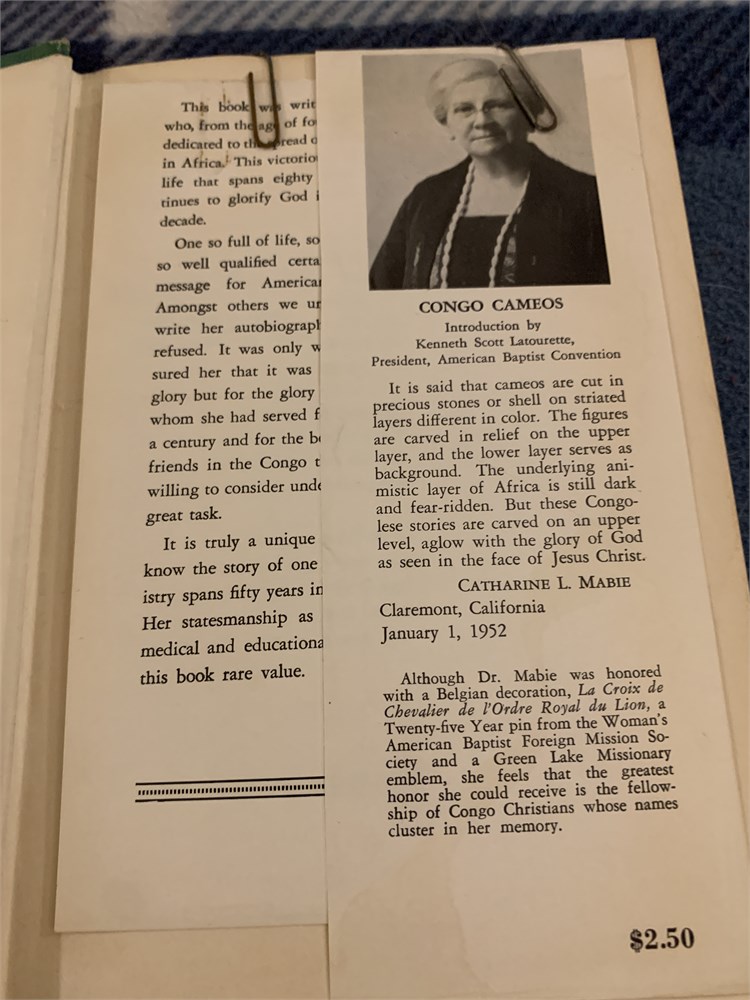 This book was writ
who, from the age of fo
dedicated to the spread o
in Africa. This victorio
life that spans eighty
tinues to glorify God i
decade.
One so full of life, so
so well qualified certa
message for America
Amongst others we ur
write her autobiograp
refused. It was only w
sured her that it was
glory but for the glory
whom she had served f
a century and for the b
friends in the Congo t
willing to consider unde
great task.
It is truly a unique
know the story of one
istry spans fifty years in
Her statesmanship as
medical and educationa
this book rare value.
CONGO CAMEOS
Introduction by
Kenneth Scott Latourette,
President, American Baptist Convention
It is said that cameos are cut in
precious stones or shell on striated
layers different in color. The figures
are carved in relief on the upper
layer, and the lower layer serves as
background. The underlying ani-
mistic layer of Africa is still dark
and fear-ridden. But these Congo-
lese stories are carved on an upper
level, aglow with the glory of God
as seen in the face of Jesus Christ.
CATHARINE L. MABIE
Claremont, California
January 1, 1952
Although Dr. Mabie was honored
with a Belgian decoration, La Croix de
Chevalier de l'Ordre Royal du Lion, a
Twenty-five Year pin from the Woman's
American Baptist Foreign Mission So-
ciety and a Green Lake Missionary
emblem, she feels that the greatest
honor she could receive is the fellow-
ship of Congo Christians whose names
cluster in her memory.
$2.50